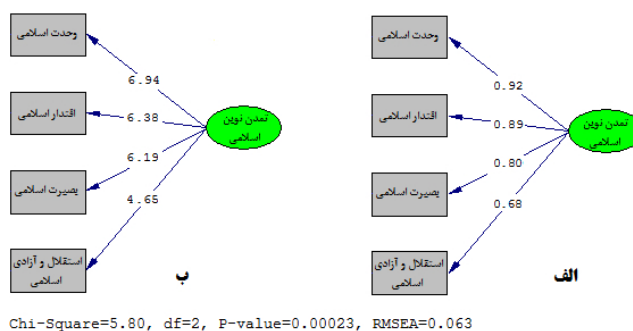 وحدت اسلامی
اقتدار اسلامی
بصیرت اسلامی
استقلال و آزادی
اسلامی
0.92
0.89
0.80
0.68
تمدن نوین
اسلامی
الف
وحدت اسلامی
اقتدار اسلامی
بصیرت اسلامی
استقلال و آزادی
اسلامی
6.94
6.38
6.19
4.65
تمدن نوین
اسلامی
ب
Chi-Square=5.80, df=2, P-value=0.00023, RMSEA=0.063